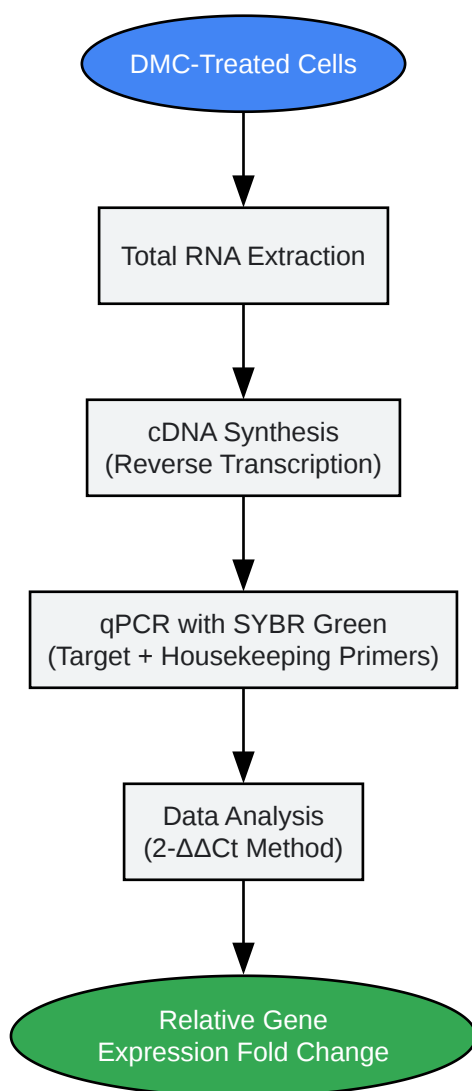 DMC-Treated Cells
Total RNA Extraction
cDNA Synthesis
(Reverse Transcription)
qPCR with SYBR Green
(Target + Housekeeping Primers)
Data Analysis
(2-ΔΔCt Method)
Relative Gene
Expression Fold Change